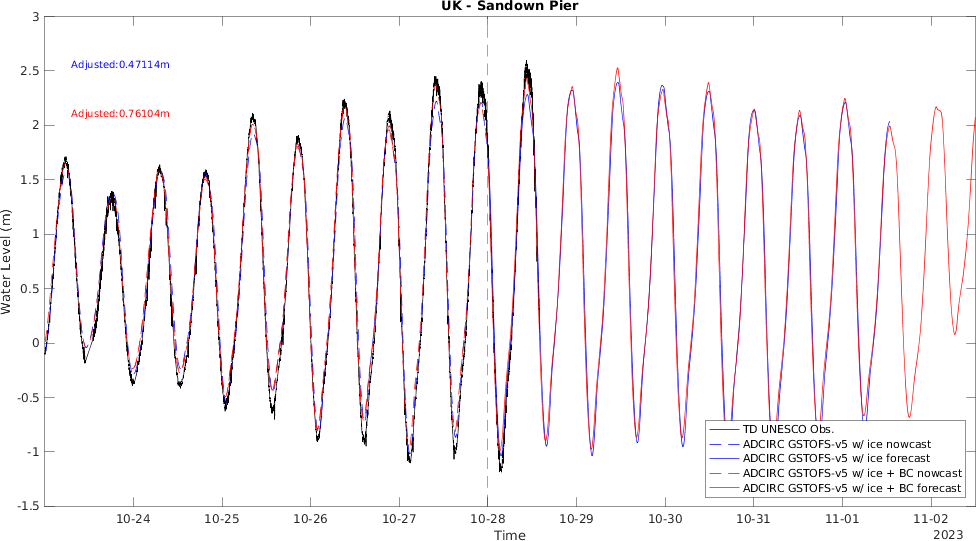 UK - Sandown Pier
3
2.5
2
1.5
1
0.5
0
-0.5
-1
-1.5
Water Level (m)
Adjusted:0.47114m
Adjusted:0.76104m
TD UNESCO Obs.
ADCIRC GSTOFS-v5 w/ ice nowcast
ADCIRC GSTOFS-v5 w/ ice forecast
ADCIRC GSTOFS-v5 w/ ice + BC nowcast
ADCIRC GSTOFS-v5 w/ ice + BC forecast
10-24 10-25 10-26 10-27 10-28 10-29 10-30 10-31 11-01 11-02
Time
2023